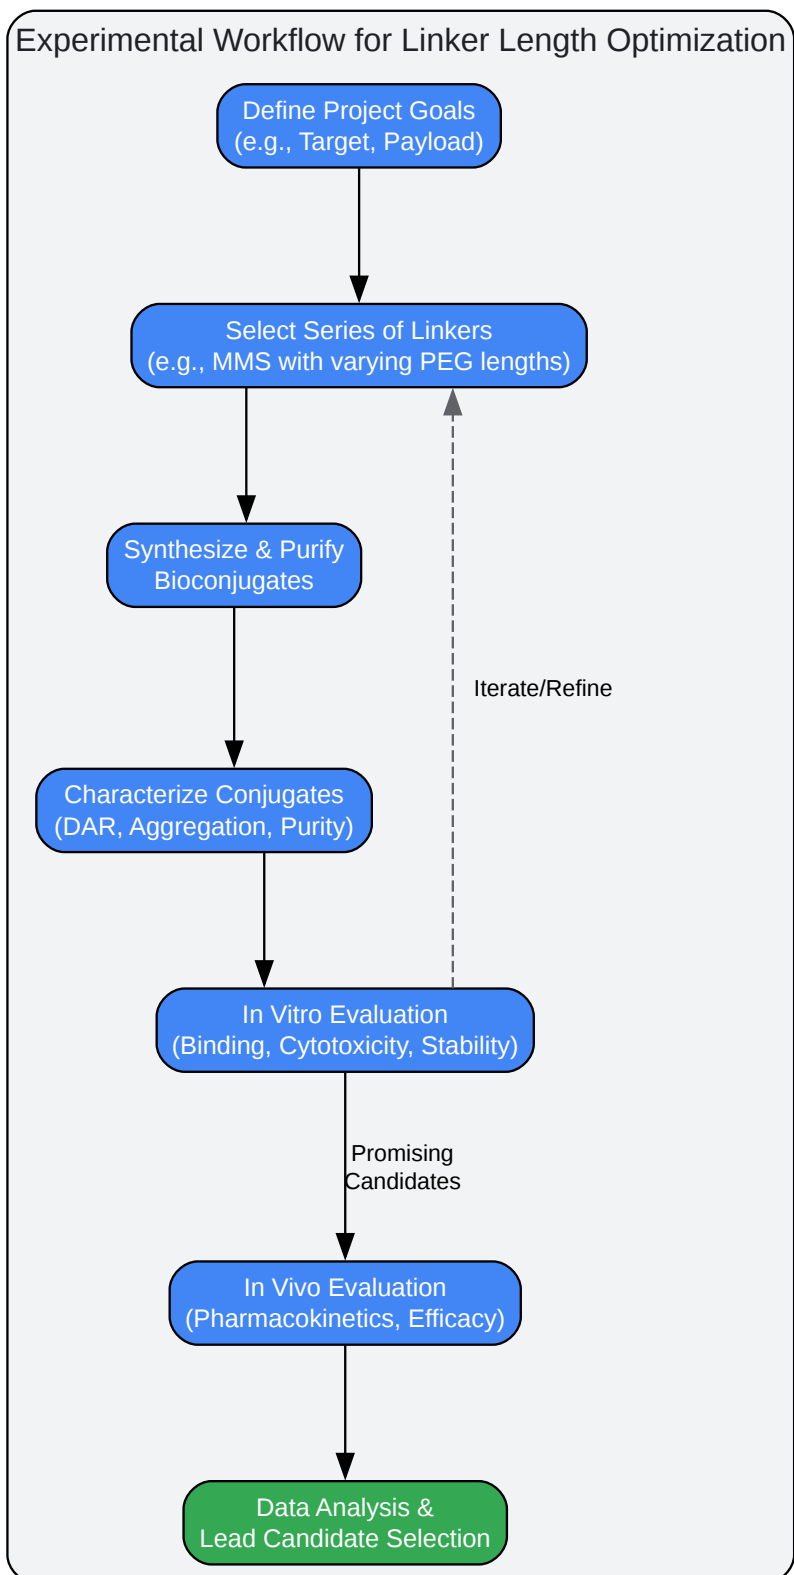 Experimental Workflow for Linker Length Optimization
Define Project Goals
(e.g., Target, Payload)
Select Series of Linkers
(e.g., MMS with varying PEG lengths)
Synthesize & Purify
Bioconjugates
Iterate/Refine
Characterize Conjugates
(DAR, Aggregation, Purity)
In Vitro Evaluation
(Binding, Cytotoxicity, Stability)
Promising
Candidates
In Vivo Evaluation
(Pharmacokinetics, Efficacy)
Data Analysis &
Lead Candidate Selection